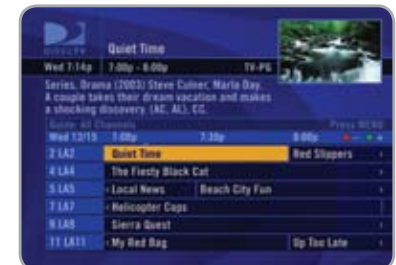 DIRECTV
Quiet Time
Wed 7:14p 7:00p - 8:00p TV-PG
Series, Drama (2003) Steve Culner, Marla Day.
A couple takes their dream vacation and makes
a shocking discovery. (AC, AL), CC.
Guide: All Channels Press MENU
Wed 12/15 7:00p 7:30p 8:00p
2 LA2 Quiet Time Red Slippers
4 LA4 The Fiesty Black Cat
5 LA5 Local News Beach City Fun
7 LA7 Helicopter Cops
9 LA9 Sierra Quest
11 LA11 My Red Bag Up Too Late